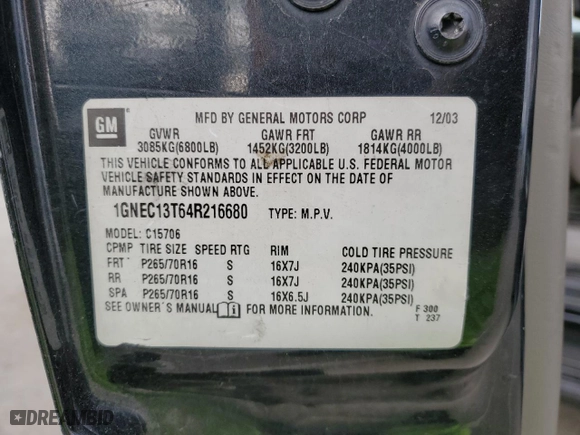 GM
MFD BY GENERAL MOTORS CORP 12/03
GVWR GAWR FRT GAWR RR
3085KG(6800LB) 1452KG(3200LB) 1814KG(4000LB)
THIS VEHICLE CONFORMS TO ALL APPLICABLE U.S. FEDERAL MOTOR
VEHICLE SAFETY STANDARDS IN EFFECT ON THE DATE OF
MANUFACTURE SHOWN ABOVE.
1GNEC13T64R216680 TYPE: M.P.V.
MODEL: C15706
CPMP TIRE SIZE SPEED RTG RIM COLD TIRE PRESSURE
FRT P265/70R16 S 16X7J 240KPA(35PSI)
RR P265/70R16 S 16X7J 240KPA(35PSI)
SPA P265/70R16 S 16X6.5J 240KPA(35PSI)
SEE OWNER'S MANUAL FOR MORE INFORMATION.
F 300
T 237
DREAMBID